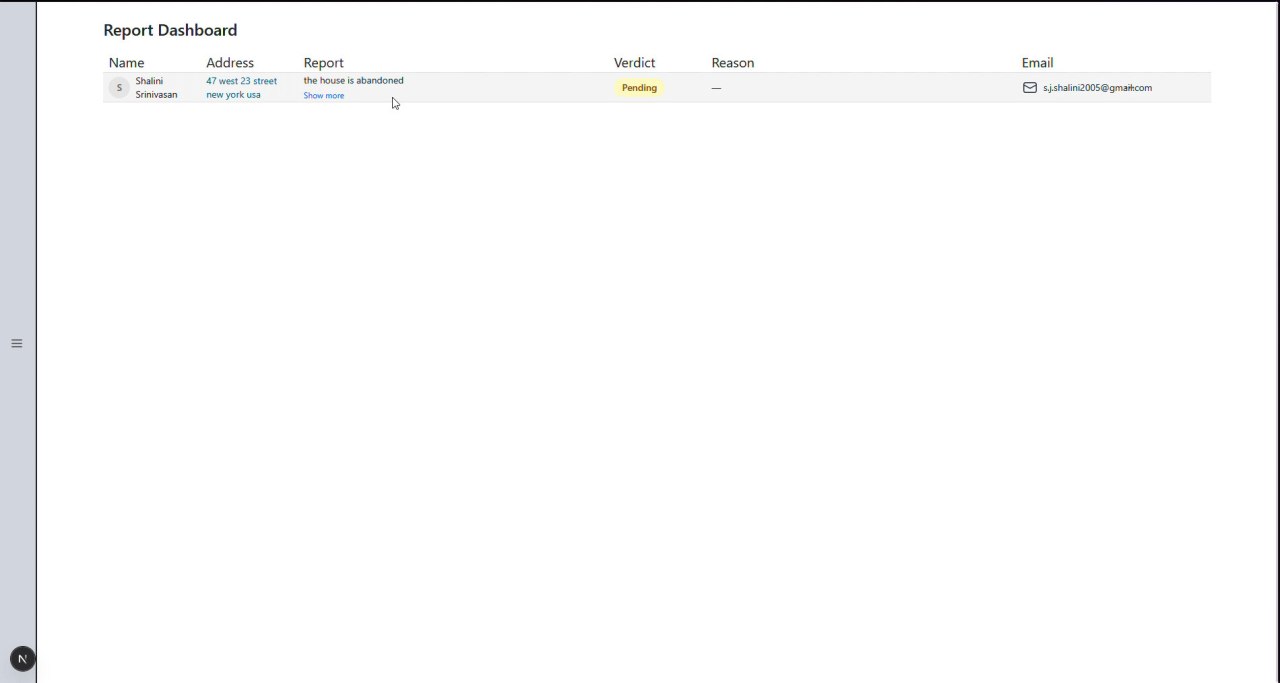 Report Dashboard
Name Address Report Verdict Reason Email
S Shalini Srinivasan
47 west 23 street
new york usa
the house is abandoned
Show more
Pending
—
s.j.shalini2005@gmail.com
N